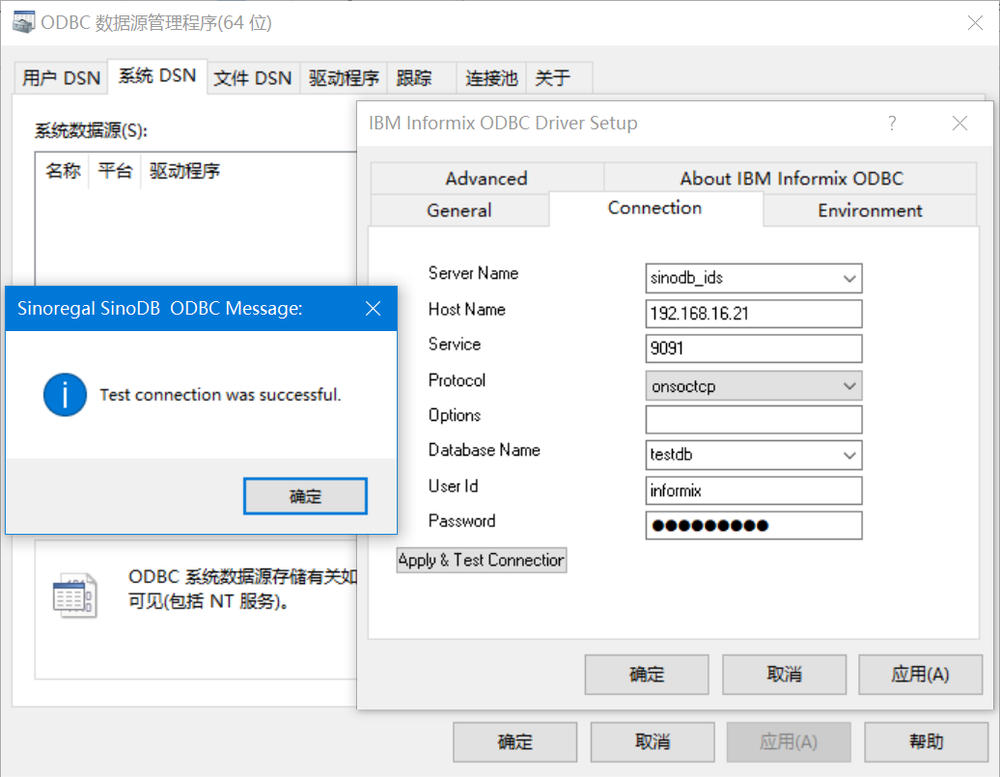 ODBC 数据源管理程序(64 位)
用户 DSN
系统 DSN
文件 DSN
驱动程序
跟踪
连接池
关于
系统数据源(S):
名称
平台
驱动程序
IBM Informix ODBC Driver Setup
?
Advanced
About IBM Informix ODBC
General
Connection
Environment
Server Name
sinodb_ids
Host Name
192.168.16.21
Service
9091
Protocol
onsoctcp
Options
Database Name
testdb
User Id
informix
Password
●●●●●●●●●
Apply & Test Connection
确定
取消
应用(A)
Sinoregal SinoDB  ODBC Message:
Test connection was successful.
确定
ODBC 系统数据源存储有关如
可见(包括 NT 服务)。
确定
取消
应用(A)
帮助